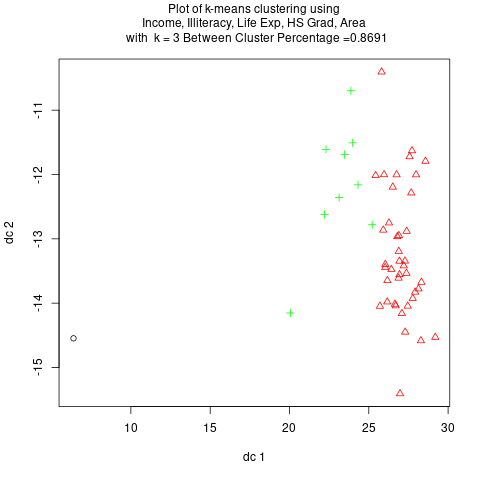 Plot of k-means clustering using
Income, Illiteracy, Life Exp, HS Grad, Area
with  k = 3 Between Cluster Percentage =0.8691
-11
-12
-13
-14
-15
dc 2
10
15
20
25
30
dc 1